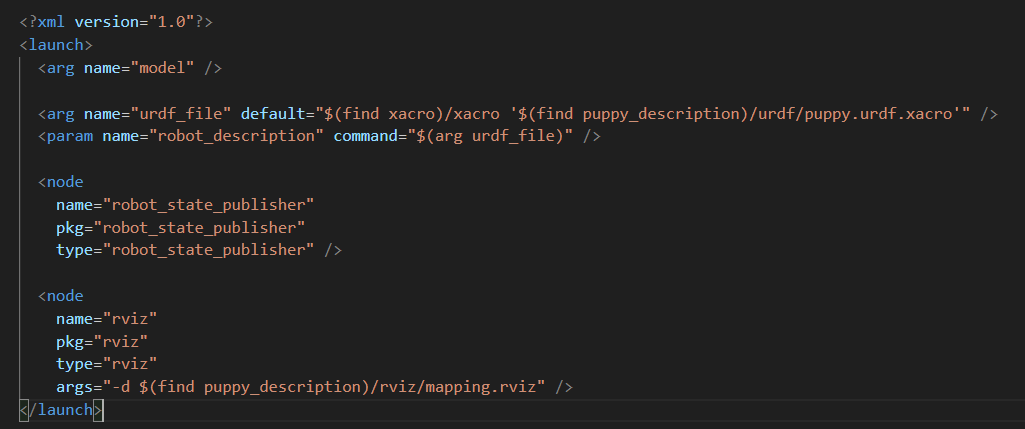 <?xml version="1.0"?>
<launch>
  <arg name="model" />

  <arg name="urdf_file" default="$(find xacro)/xacro '$(find puppy_description)/urdf/puppy.urdf.xacro'" />
  <param name="robot_description" command="$(arg urdf_file)" />

  <node
    name="robot_state_publisher"
    pkg="robot_state_publisher"
    type="robot_state_publisher" />

  <node
    name="rviz"
    pkg="rviz"
    type="rviz"
    args="-d $(find puppy_description)/rviz/mapping.rviz" />
</launch>